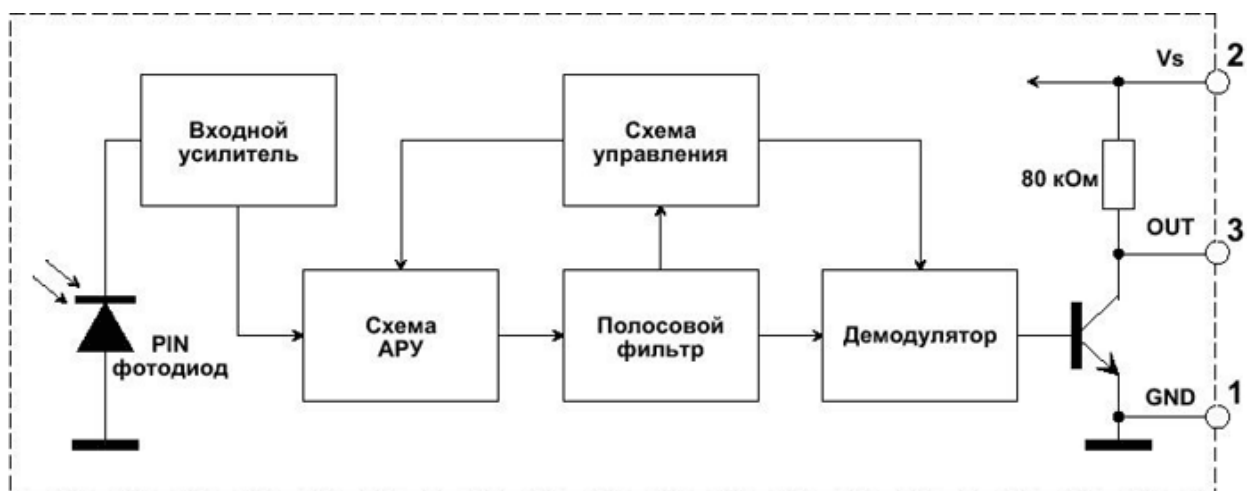 Входной
усилитель
Схема
управления
Vs
2
80 кОм
OUT
3
PIN
фотодиод
Схема
АРУ
Полосовой
фильтр
Демодулятор
GND
1